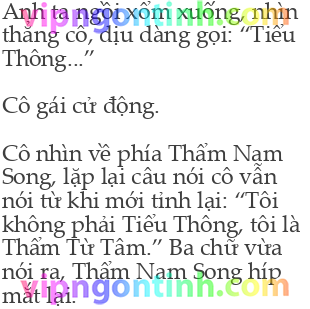 Anh ta ngồi xổm xuống, nhìn
thẳng cô, dịu dàng gọi: “Tiểu
Thông...”
Cô gái cử động.
Cô nhìn về phía Thẩm Nam
Song, lặp lại câu nói cô vẫn
nói từ khi mới tỉnh lại: “Tôi
không phải Tiểu Thông, tôi là
Thẩm Từ Tâm.” Ba chữ vừa
nói ra, Thẩm Nam Song híp
mắt lại.
vipngontinh.com
vipngontinh.com